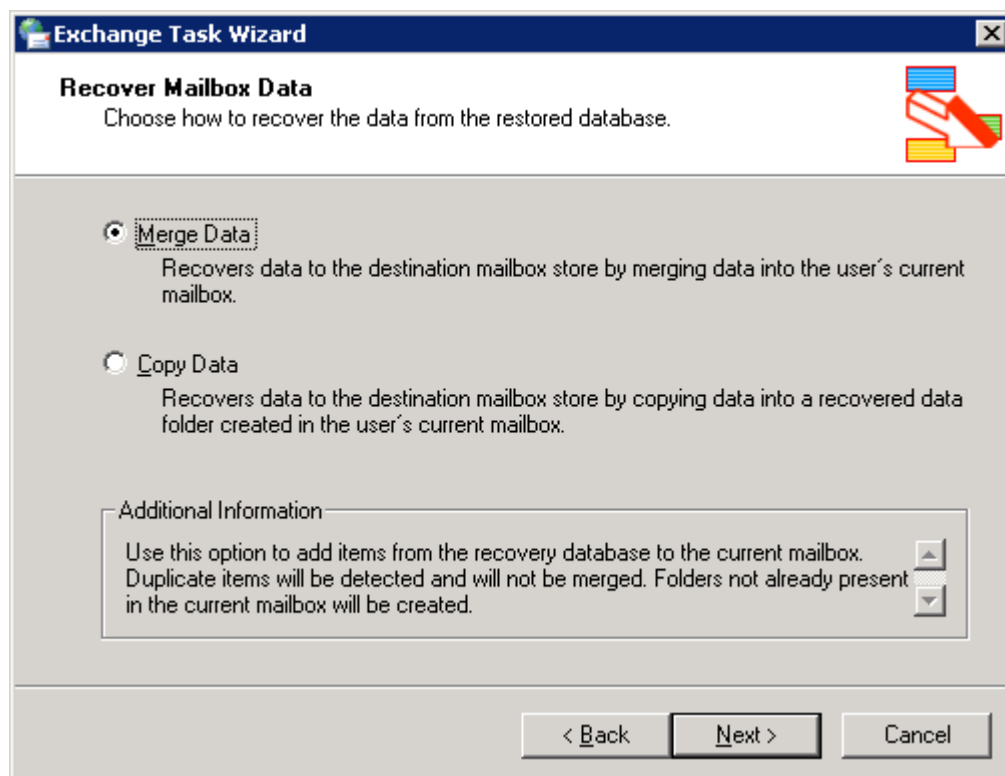 Exchange Task Wizard
Recover Mailbox Data
Choose how to recover the data from the restored database.
Merge Data
Recovers data to the destination mailbox store by merging data into the user´s current
mailbox.
Copy Data
Recovers data to the destination mailbox store by copying data into a recovered data
folder created in the user´s current mailbox.
Additional Information
Use this option to add items from the recovery database to the current mailbox.
Duplicate items will be detected and will not be merged. Folders not already present
in the current mailbox will be created.
< Back
Next >
Cancel